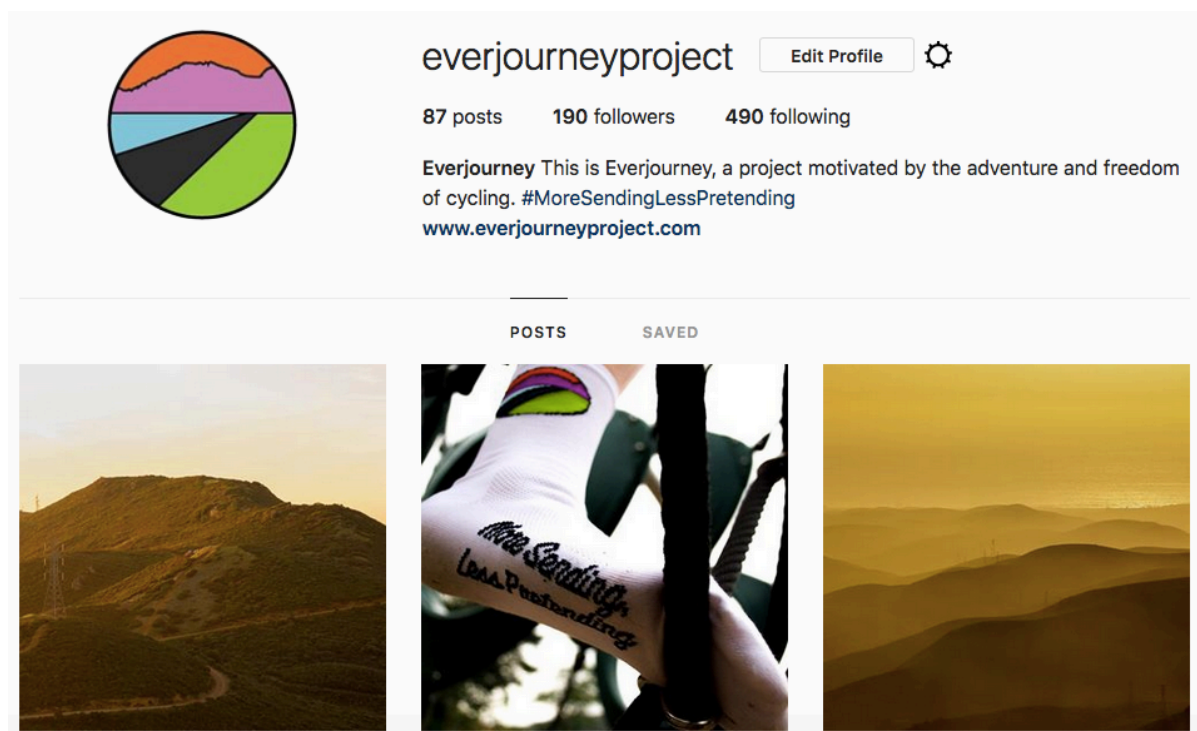 everjourneyproject Edit Profile
87 posts 190 followers 490 following
Everjourney This is Everjourney, a project motivated by the adventure and freedom
of cycling. #MoreSendingLessPretending
www.everjourneyproject.com
POSTS SAVED
More Sending,
Less Pretending